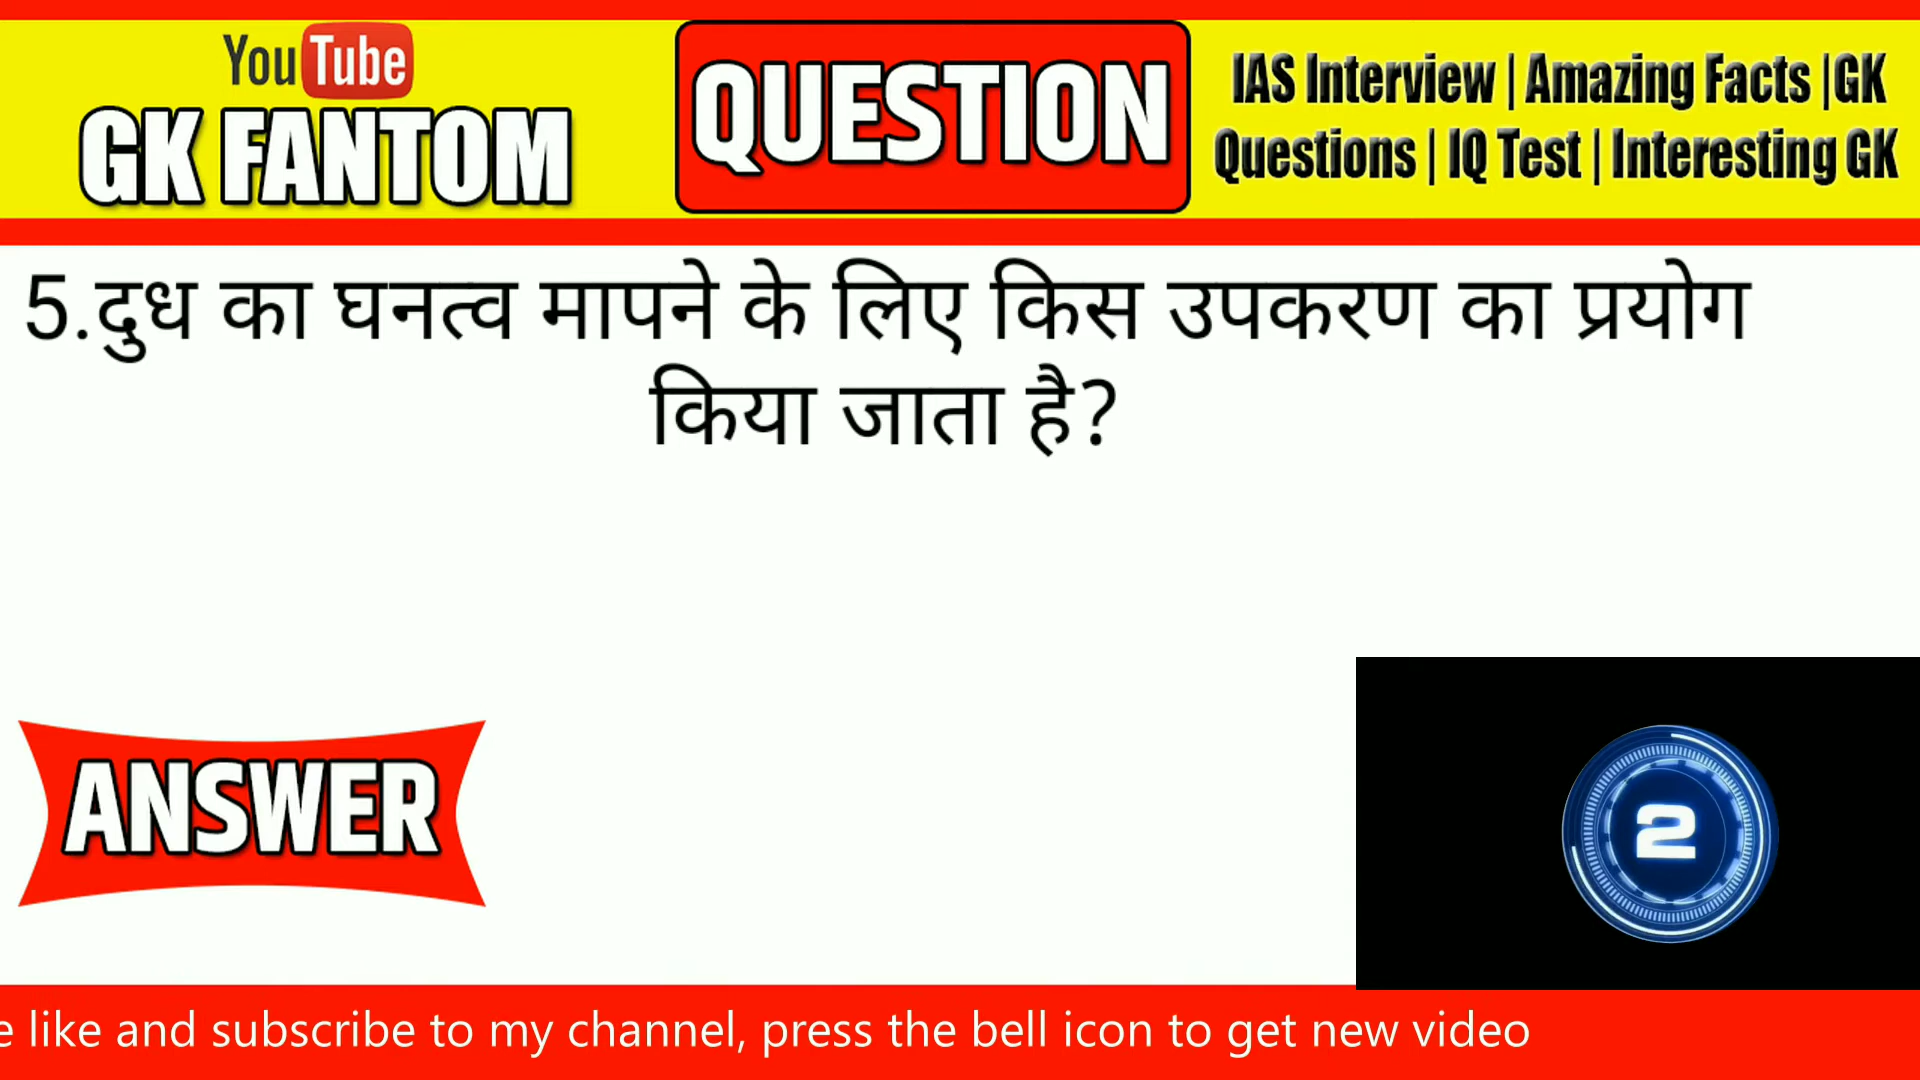 YouTube
GK FANTOM
QUESTION
IAS Interview | Amazing Facts |GK
Questions | IQ Test | Interesting GK
5.दुध का घनत्व मापने के लिए किस उपकरण का प्रयोग
किया जाता है?
ANSWER
2
e like and subscribe to my channel, press the bell icon to get new video